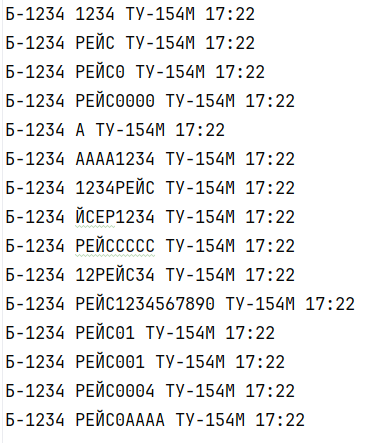 Б-1234 1234 ТУ-154М 17:22
Б-1234 РЕЙС ТУ-154М 17:22
Б-1234 РЕЙС0 ТУ-154М 17:22
Б-1234 РЕЙС0000 ТУ-154М 17:22
Б-1234 А ТУ-154М 17:22
Б-1234 АААА1234 ТУ-154М 17:22
Б-1234 1234РЕЙС ТУ-154М 17:22
Б-1234 ЙСЕР1234 ТУ-154М 17:22
Б-1234 РЕЙССССС ТУ-154М 17:22
Б-1234 12РЕЙС34 ТУ-154М 17:22
Б-1234 РЕЙС1234567890 ТУ-154М 17:22
Б-1234 РЕЙС01 ТУ-154М 17:22
Б-1234 РЕЙС001 ТУ-154М 17:22
Б-1234 РЕЙС0004 ТУ-154М 17:22
Б-1234 РЕЙС0АААА ТУ-154М 17:22